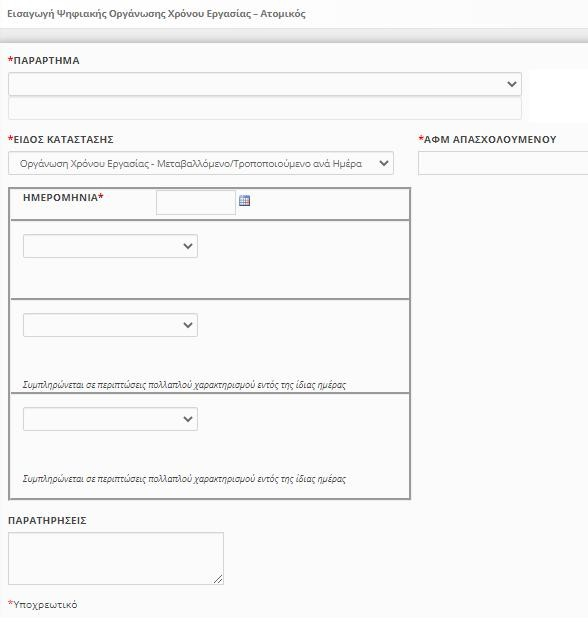 Εισαγωγή Ψηφιακής Οργάνωσης Χρόνου Εργασίας – Ατομικός
*ΠΑΡΑΡΤΗΜΑ
*ΕΙΔΟΣ ΚΑΤΑΣΤΑΣΗΣ
*ΑΦΜ ΑΠΑΣΧΟΛΟΥΜΕΝΟΥ
Οργάνωση Χρόνου Εργασίας - Μεταβαλλόμενο/Τροποποιούμενο ανά Ημέρα
ΗΜΕΡΟΜΗΝΙΑ*
Συμπληρώνεται σε περιπτώσεις πολλαπλού χαρακτηρισμού εντός της ίδιας ημέρας
Συμπληρώνεται σε περιπτώσεις πολλαπλού χαρακτηρισμού εντός της ίδιας ημέρας
ΠΑΡΑΤΗΡΗΣΕΙΣ
*Υποχρεωτικό